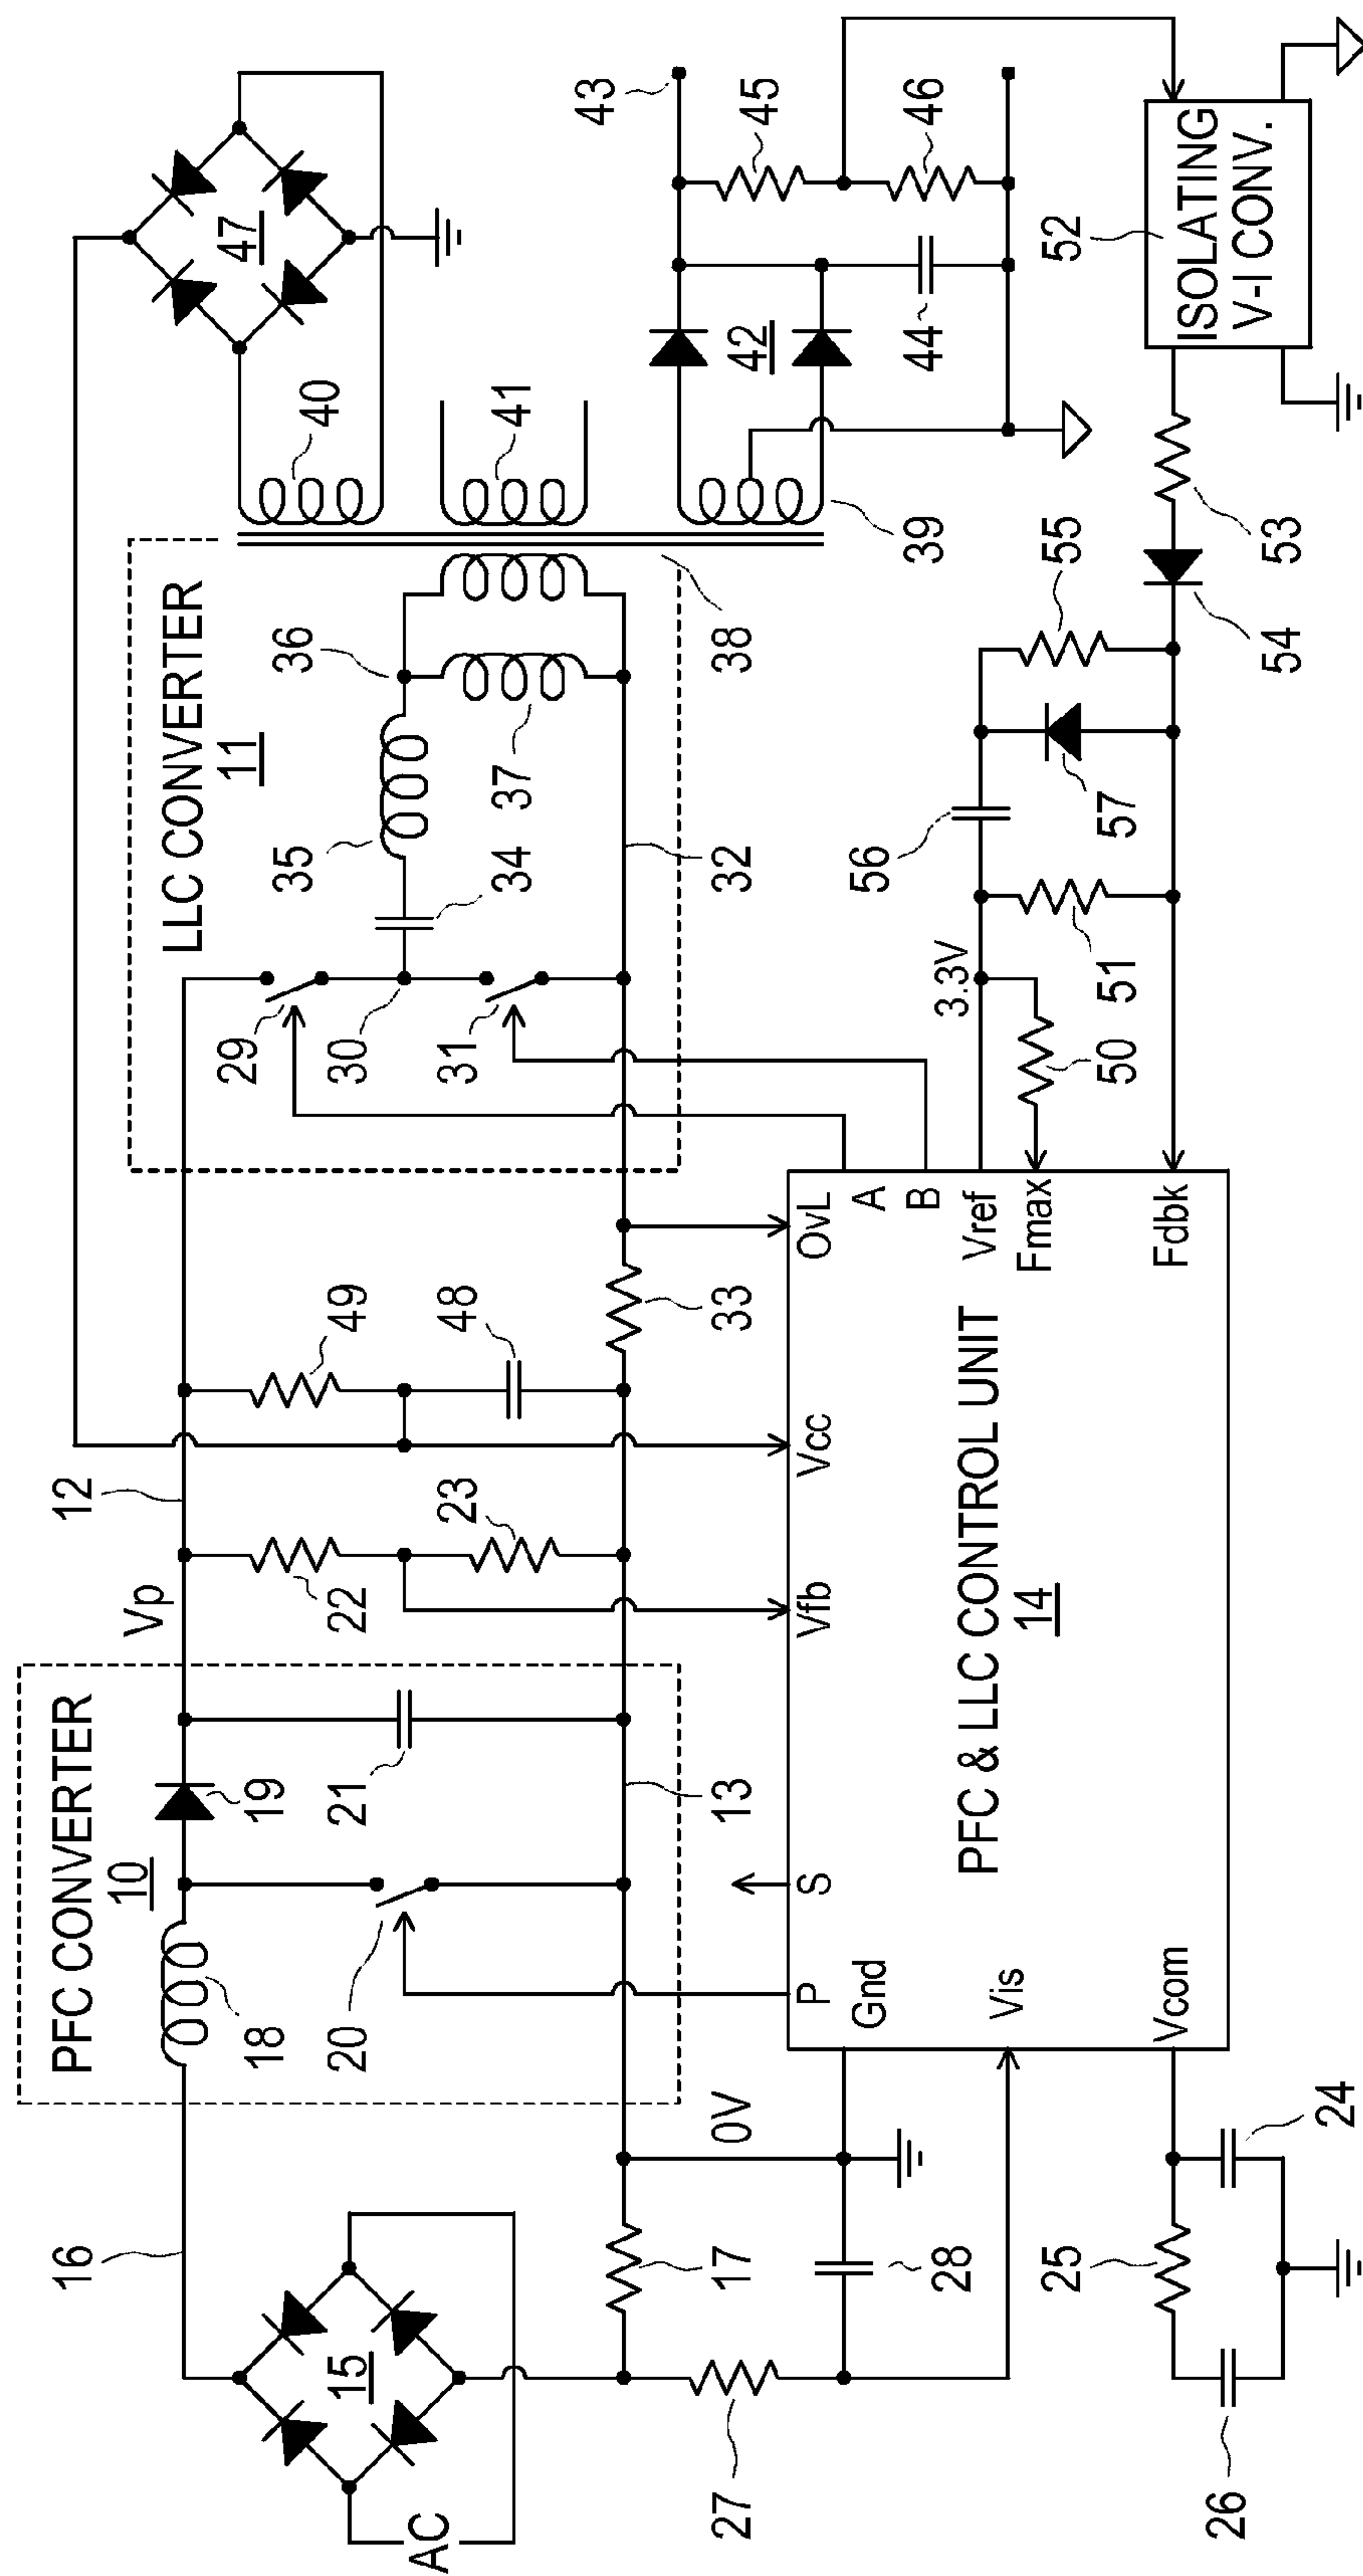 PFC CONVERTER
10
LLC CONVERTER
11
16
18
19
20
21
Vp
12
22
23
49
48
29
30
31
35
34
36
37
38
32
33
13
17
0V
15
AC
27
28
40
41
39
47
42
43
44
45
46
P
S
Vfb
Vcc
OvL
Gnd
A
B
Vis
Vref
Fmax
Vcom
Fdbk
PFC & LLC CONTROL UNIT
14
3.3V
50
51
56
57
55
54
53
52
ISOLATING
V-I CONV.
25
24
26